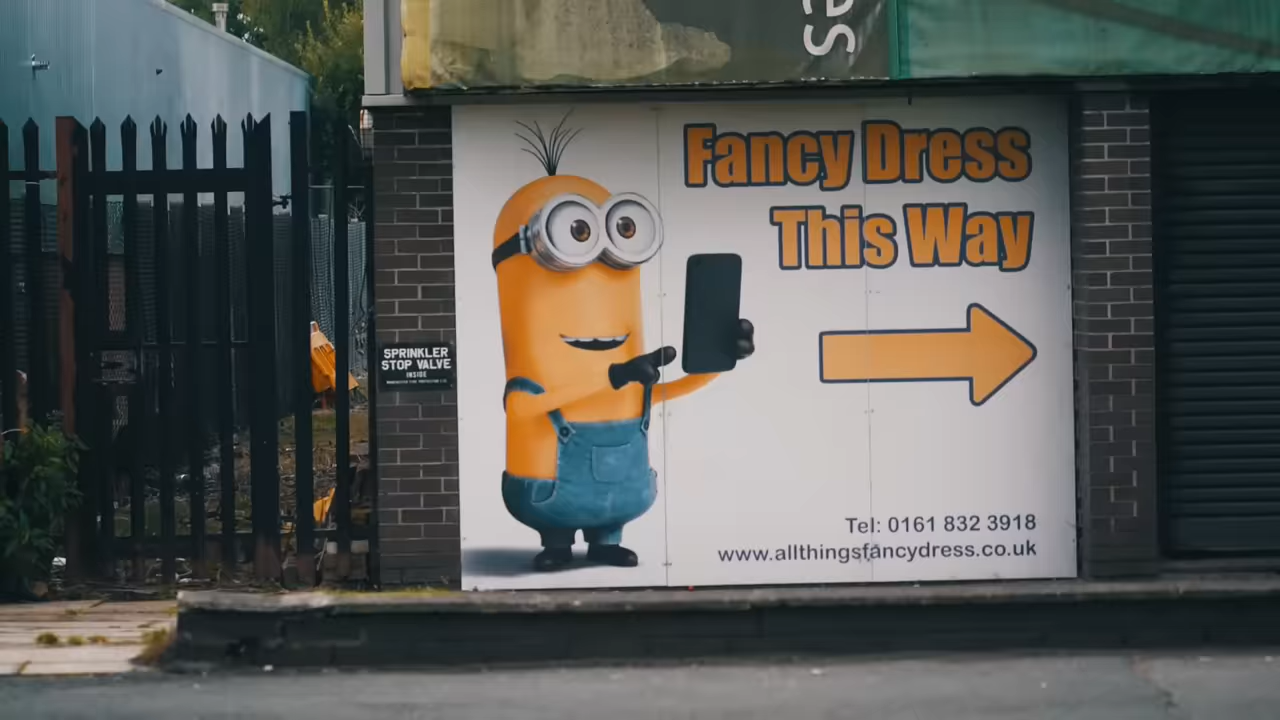 Fancy Dress
This Way
SPRINKLER
STOP VALVE
INSIDE
Tel: 0161 832 3918
www.allthingsfancydress.co.uk